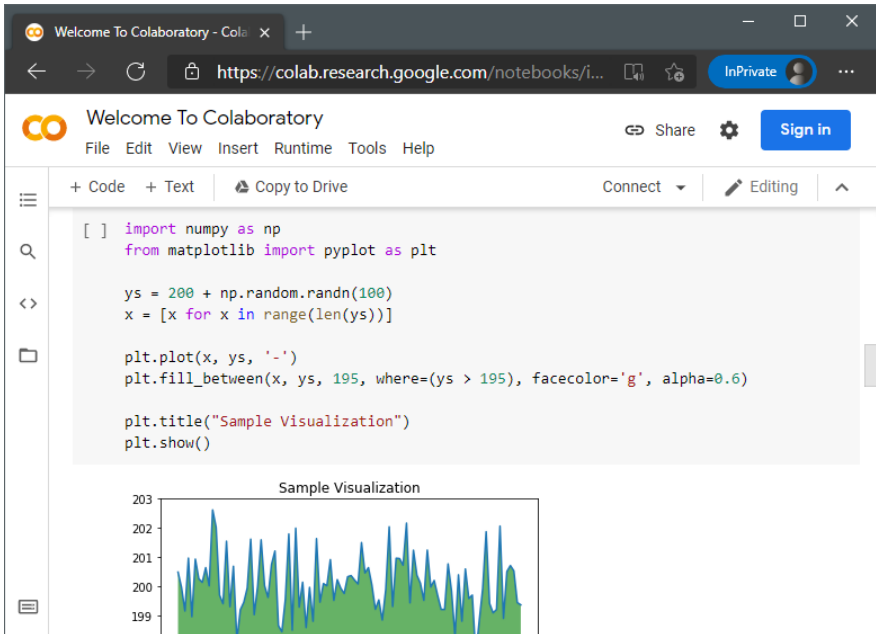 Welcome To Colaboratory - Cola
https://colab.research.google.com/notebooks/i...
InPrivate
Welcome To Colaboratory
Share
Sign in
File Edit View Insert Runtime Tools Help
+ Code + Text Copy to Drive Connect Editing
[ ] import numpy as np
from matplotlib import pyplot as plt
ys = 200 + np.random.randn(100)
x = [x for x in range(len(ys))]
plt.plot(x, ys, '-')
plt.fill_between(x, ys, 195, where=(ys > 195), facecolor='g', alpha=0.6)
plt.title("Sample Visualization")
plt.show()
Sample Visualization
203
202
201
200
199